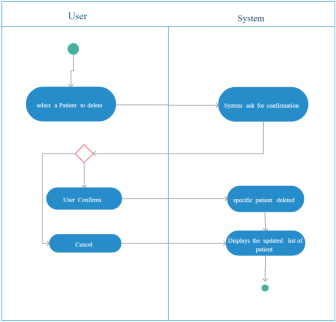 User
System
select a Patient to delete
System ask for confirmation
User Confirms
specific patient deleted
Cancel
Displays the updated list of
patient